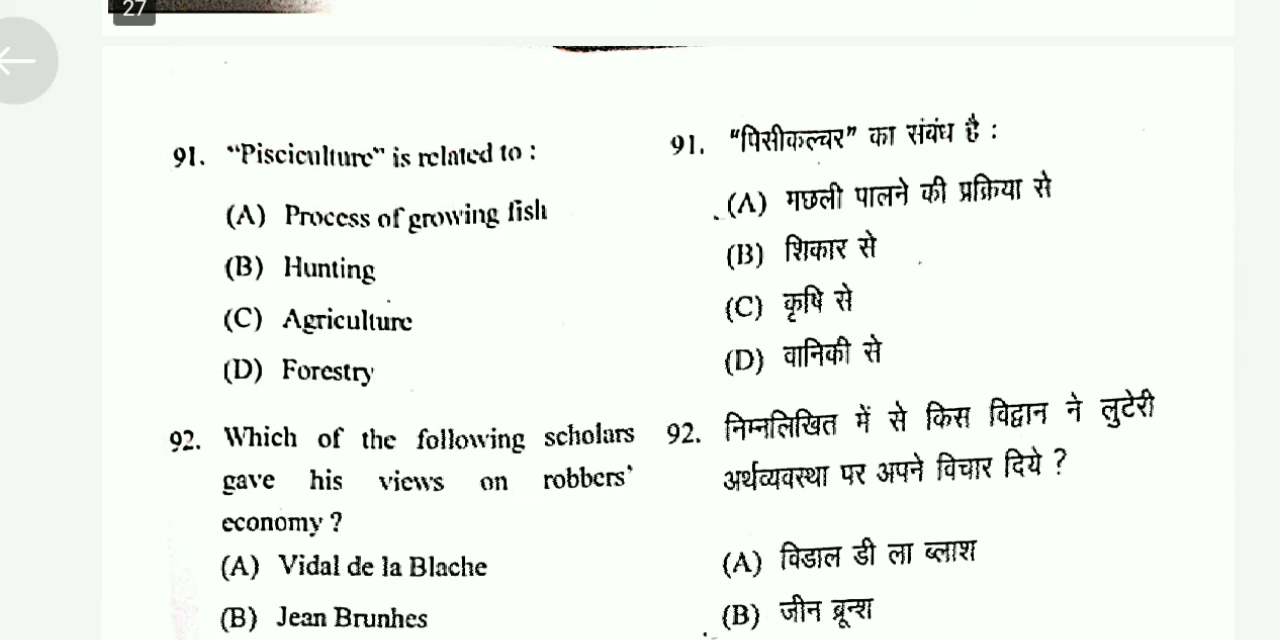 27
91. “Pisciculture” is related to :
(A) Process of growing fish
(B) Hunting
(C) Agriculture
(D) Forestry
92. Which of the following scholars
gave his views on robbers’
economy ?
(A) Vidal de la Blache
(B) Jean Brunhes
91. “पिसीकल्चर” का संबंध है :
(A) मछली पालने की प्रक्रिया से
(B) शिकार से
(C) कृषि से
(D) वानिकी से
92. निम्नलिखित में से किस विद्वान ने लुटेरी
अर्थव्यवस्था पर अपने विचार दिये ?
(A) विडाल डी ला ब्लाश
(B) जीन ब्रून्श